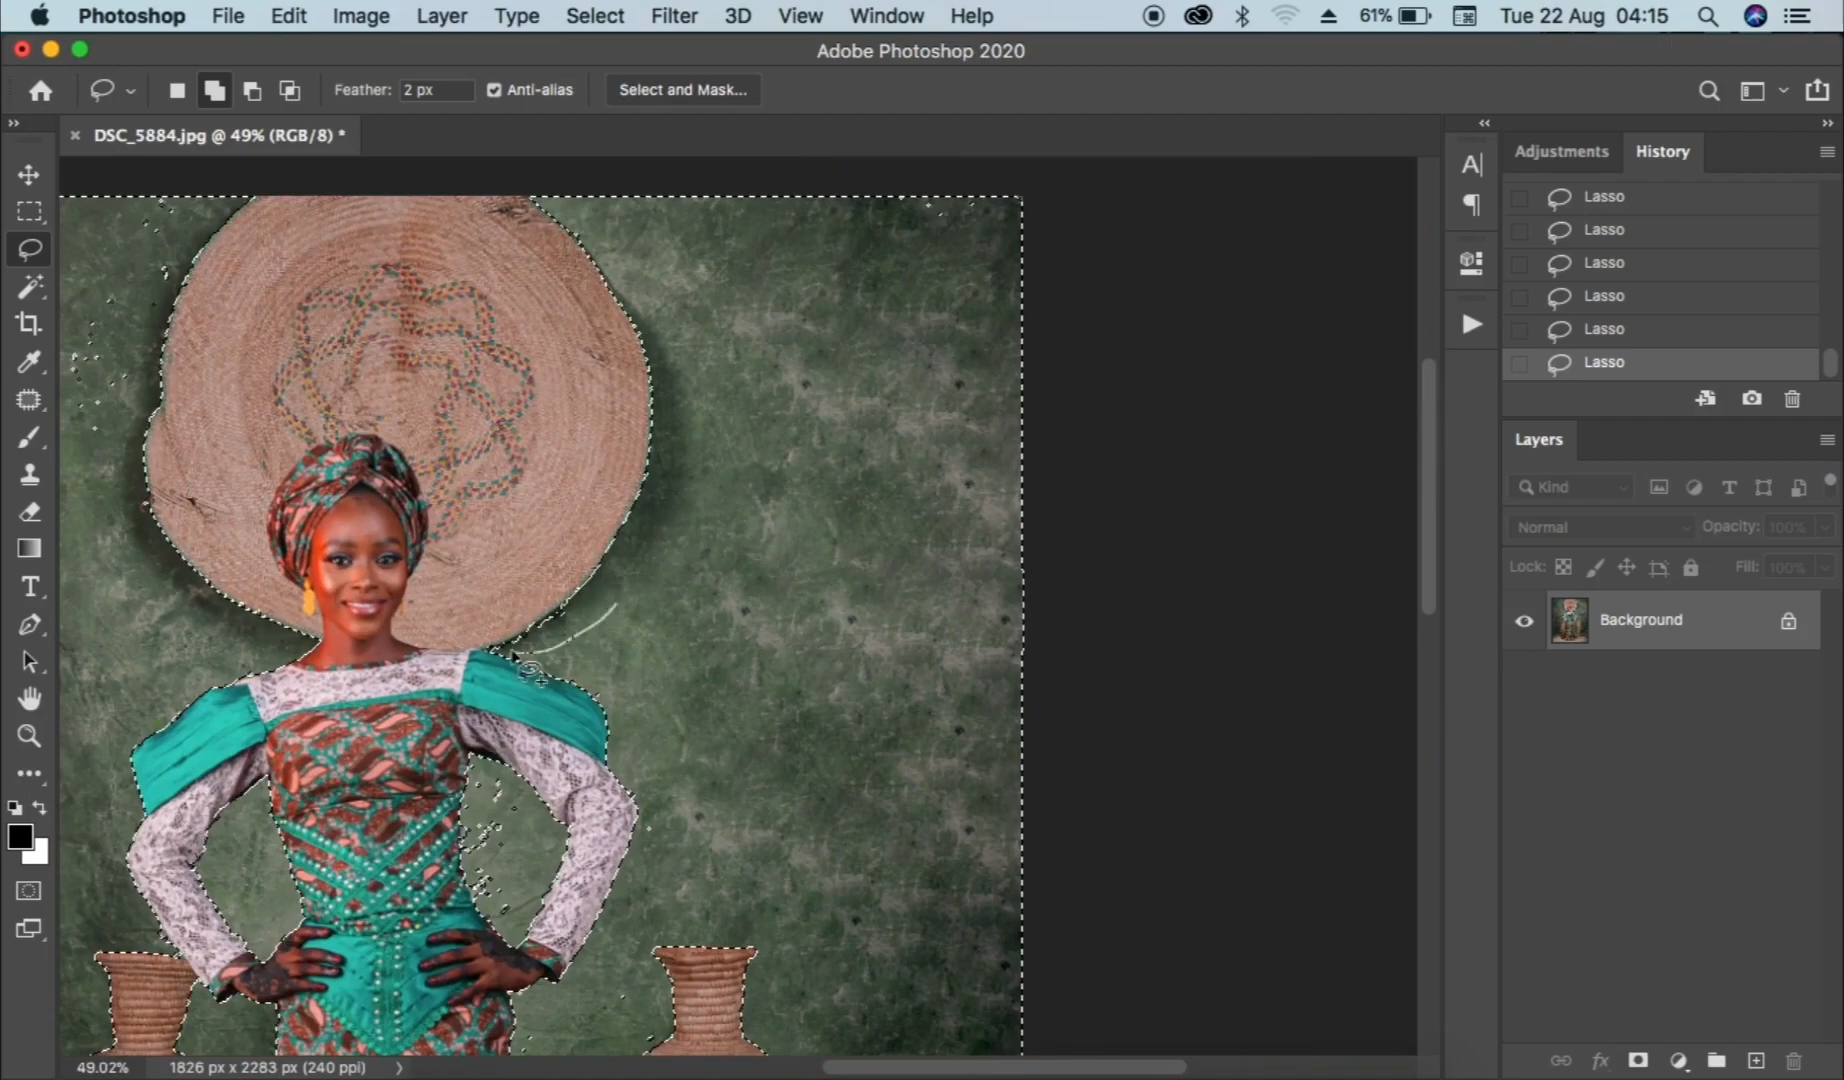 Photoshop File Edit Image Layer Type Select Filter 3D View Window Help 61% Tue 22 Aug 04:15
Adobe Photoshop 2020
Feather: 2 px Anti-alias Select and Mask...
DSC_5884.jpg @ 49% (RGB/8) *
Adjustments History
Lasso
Lasso
Lasso
Lasso
Lasso
Lasso
Layers
Kind
Normal Opacity: 100%
Lock: Fill: 100%
Background
49.02% 1826 px x 2283 px (240 ppi)